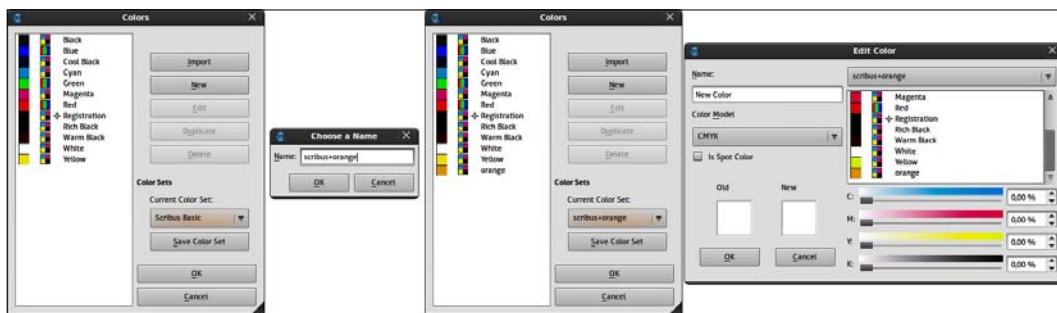 Colors
Black
Blue
Cool Black
Cyan
Green
Magenta
Red
Registration
Rich Black
Warm Black
White
Yellow
Import
New
Edit
Duplicate
Delete
Color Sets
Current Color Set:
Scribus Basic
Save Color Set
OK
Cancel
Choose a Name
Name: scribus+orange
OK Cancel
Colors
Black
Blue
Cool Black
Cyan
Green
Magenta
Red
Registration
Rich Black
Warm Black
White
Yellow
orange
Import
New
Edit
Duplicate
Delete
Color Sets
Current Color Set:
scribus+orange
Save Color Set
OK
Cancel
Edit Color
Name:
New Color
Color Model
CMYK
Is Spot Color
Old New
OK Cancel
scribus+orange
Magenta
Red
Registration
Rich Black
Warm Black
White
Yellow
orange
C: 0,00 %
M: 0,00 %
Y: 0,00 %
K: 0,00 %